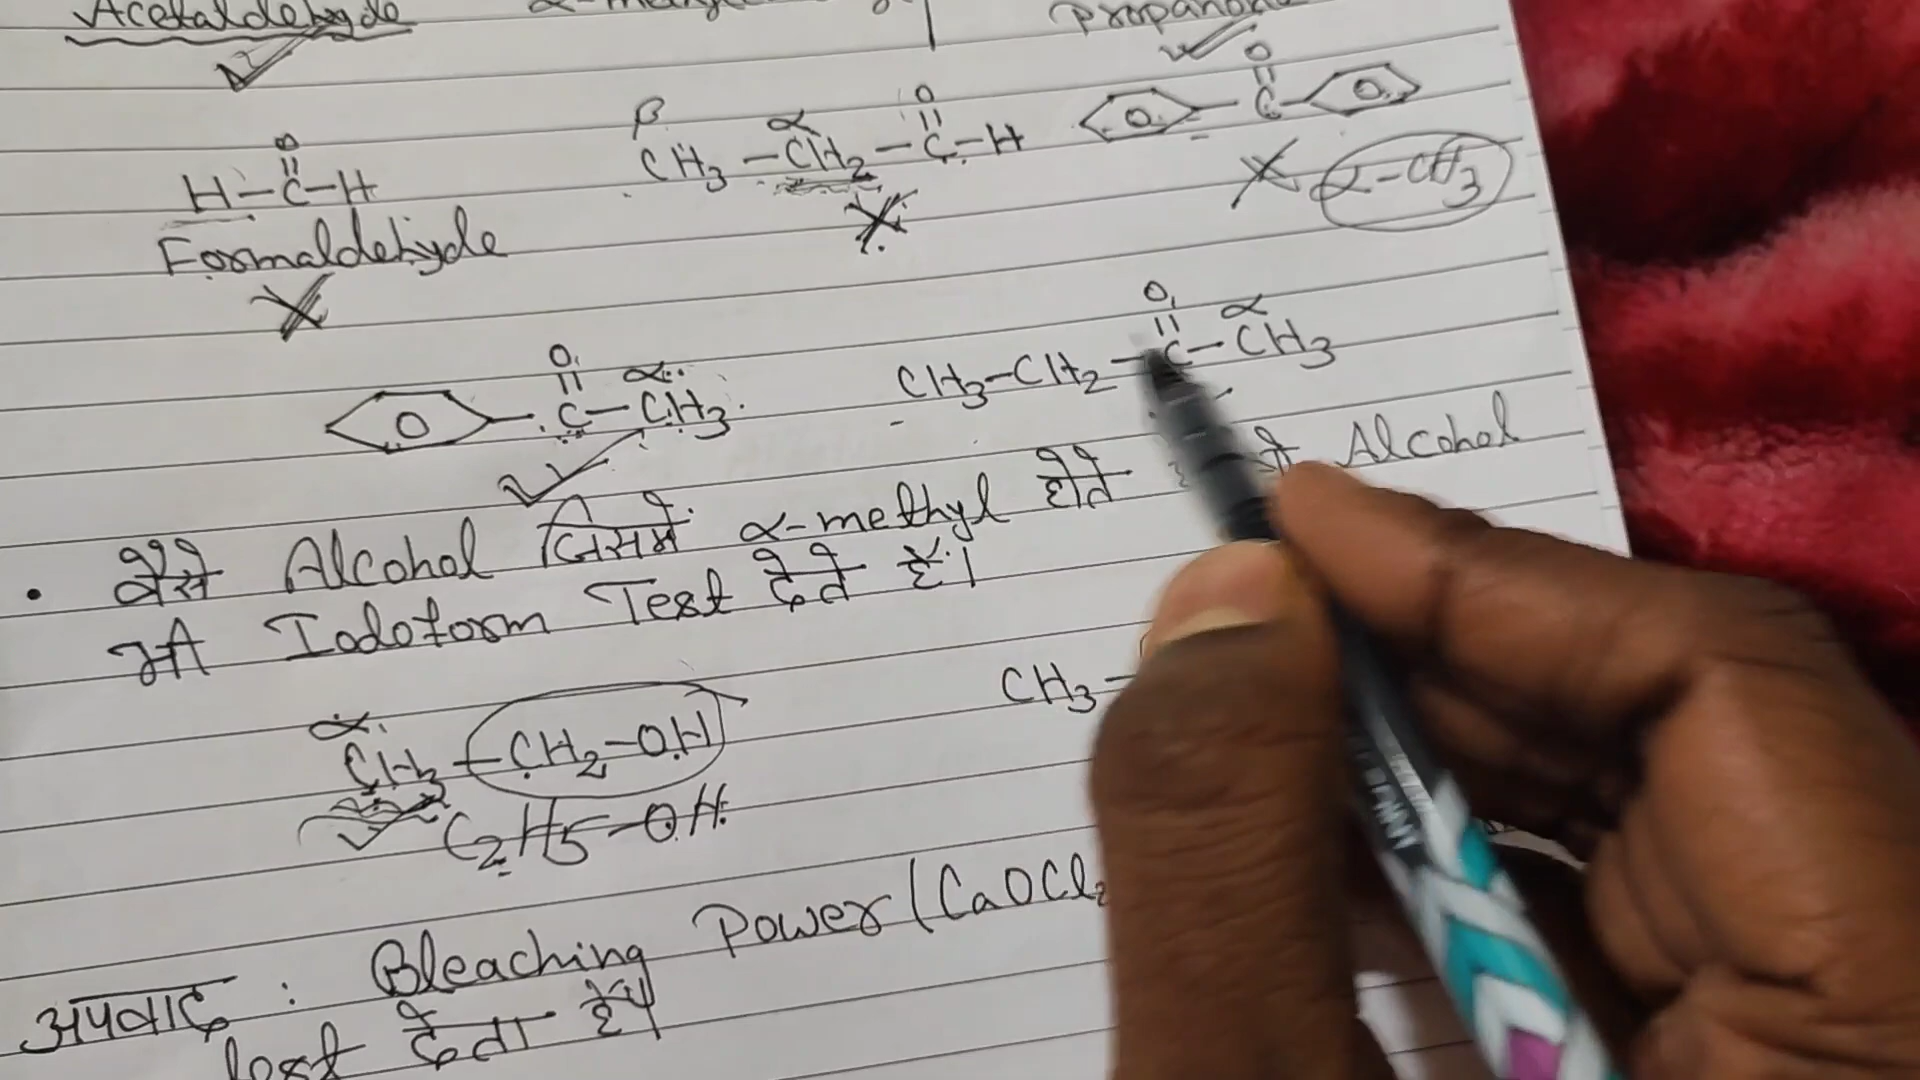 Acetaldehyde
β α O
CH3-CH2-C-H
O
C
O
H-C-H
Formaldehyde
α-CH3
O α
C-CH3
O α
CH3-CH2-C-CH3
• वैसे Alcohol जिसमें α-methyl होते Alcohol
भी Iodoform Test देते हैं।
α
CH3-CH2-OH
CH3-
C2H5-OH
अपवाद : Bleaching Power (CaOCl2
test देता है।